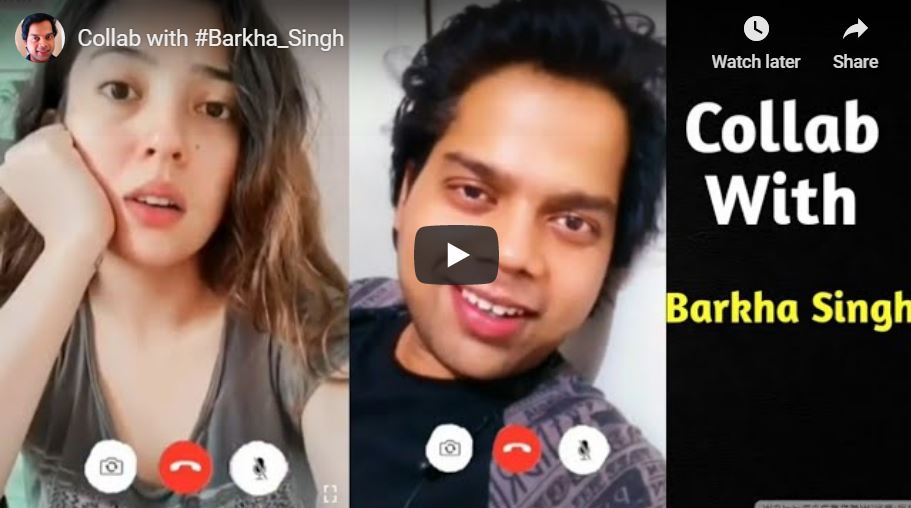 Collab with #Barkha_Singh
Watch later
Share
Collab
With
Barkha Singh